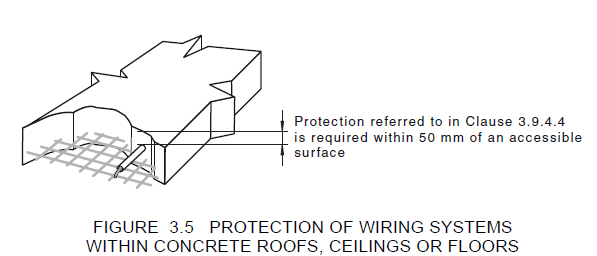 Protection referred to in Clause 3.9.4.4
is required within 50 mm of an accessible
surface
FIGURE 3.5 PROTECTION OF WIRING SYSTEMS
WITHIN CONCRETE ROOFS, CEILINGS OR FLOORS